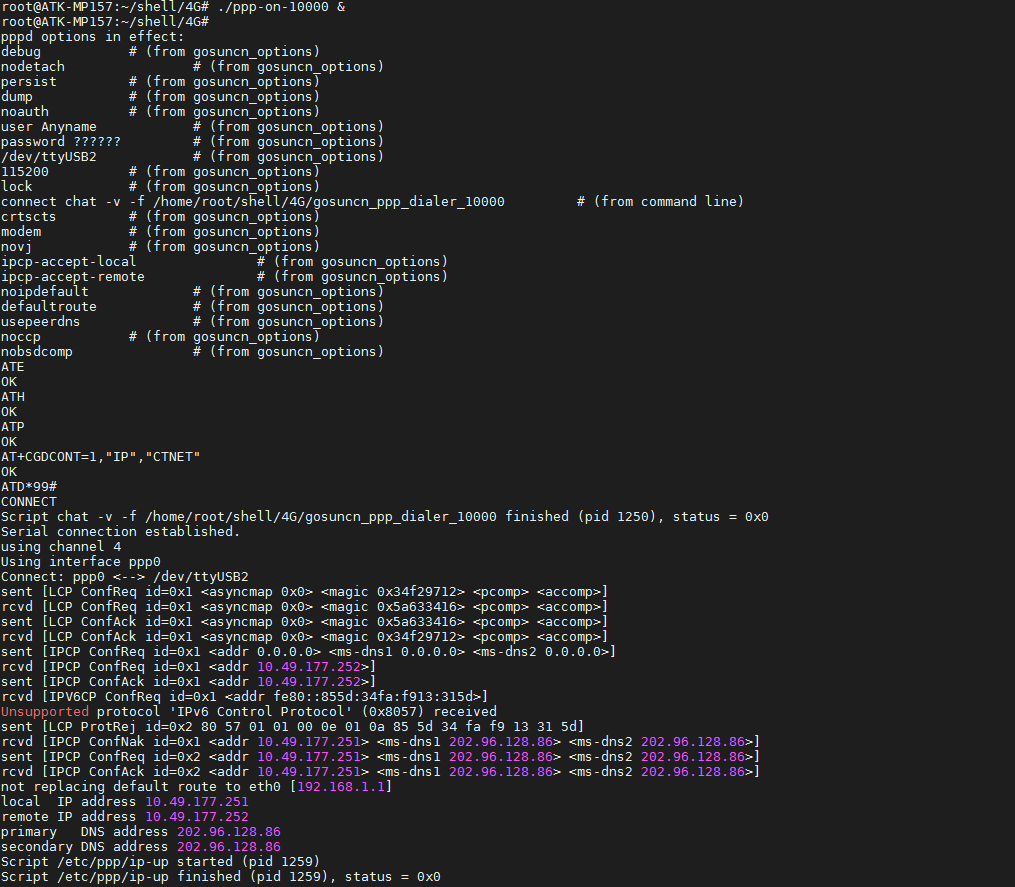 root@ATK-MP157:~/shell/4G# ./ppp-on-10000 &
root@ATK-MP157:~/shell/4G#
pppd options in effect:
debug           # (from gosuncn_options)
nodetach                # (from gosuncn_options)
persist         # (from gosuncn_options)
dump            # (from gosuncn_options)
noauth          # (from gosuncn_options)
user Anyname            # (from gosuncn_options)
password ??????         # (from gosuncn_options)
/dev/ttyUSB2            # (from gosuncn_options)
115200          # (from gosuncn_options)
lock            # (from gosuncn_options)
connect chat -v -f /home/root/shell/4G/gosuncn_ppp_dialer_10000         # (from command line)
crtscts         # (from gosuncn_options)
modem           # (from gosuncn_options)
novj            # (from gosuncn_options)
ipcp-accept-local               # (from gosuncn_options)
ipcp-accept-remote              # (from gosuncn_options)
noipdefault             # (from gosuncn_options)
defaultroute            # (from gosuncn_options)
usepeerdns              # (from gosuncn_options)
noccp           # (from gosuncn_options)
nobsdcomp               # (from gosuncn_options)
ATE
OK
ATH
OK
ATP
OK
AT+CGDCONT=1,"IP","CTNET"
OK
ATD*99#
CONNECT
Script chat -v -f /home/root/shell/4G/gosuncn_ppp_dialer_10000 finished (pid 1250), status = 0x0
Serial connection established.
using channel 4
Using interface ppp0
Connect: ppp0 <--> /dev/ttyUSB2
sent [LCP ConfReq id=0x1 <asyncmap 0x0> <magic 0x34f29712> <pcomp> <accomp>]
rcvd [LCP ConfReq id=0x1 <asyncmap 0x0> <magic 0x5a633416> <pcomp> <accomp>]
sent [LCP ConfAck id=0x1 <asyncmap 0x0> <magic 0x5a633416> <pcomp> <accomp>]
rcvd [LCP ConfAck id=0x1 <asyncmap 0x0> <magic 0x34f29712> <pcomp> <accomp>]
sent [IPCP ConfReq id=0x1 <addr 0.0.0.0> <ms-dns1 0.0.0.0> <ms-dns2 0.0.0.0>]
rcvd [IPCP ConfReq id=0x1 <addr 10.49.177.252>]
sent [IPCP ConfAck id=0x1 <addr 10.49.177.252>]
rcvd [IPV6CP ConfReq id=0x1 <addr fe80::855d:34fa:f913:315d>]
Unsupported protocol 'IPv6 Control Protocol' (0x8057) received
sent [LCP ProtRej id=0x2 80 57 01 01 00 0e 01 0a 85 5d 34 fa f9 13 31 5d]
rcvd [IPCP ConfNak id=0x1 <addr 10.49.177.251> <ms-dns1 202.96.128.86> <ms-dns2 202.96.128.86>]
sent [IPCP ConfReq id=0x2 <addr 10.49.177.251> <ms-dns1 202.96.128.86> <ms-dns2 202.96.128.86>]
rcvd [IPCP ConfAck id=0x2 <addr 10.49.177.251> <ms-dns1 202.96.128.86> <ms-dns2 202.96.128.86>]
not replacing default route to eth0 [192.168.1.1]
local  IP address 10.49.177.251
remote IP address 10.49.177.252
primary   DNS address 202.96.128.86
secondary DNS address 202.96.128.86
Script /etc/ppp/ip-up started (pid 1259)
Script /etc/ppp/ip-up finished (pid 1259), status = 0x0